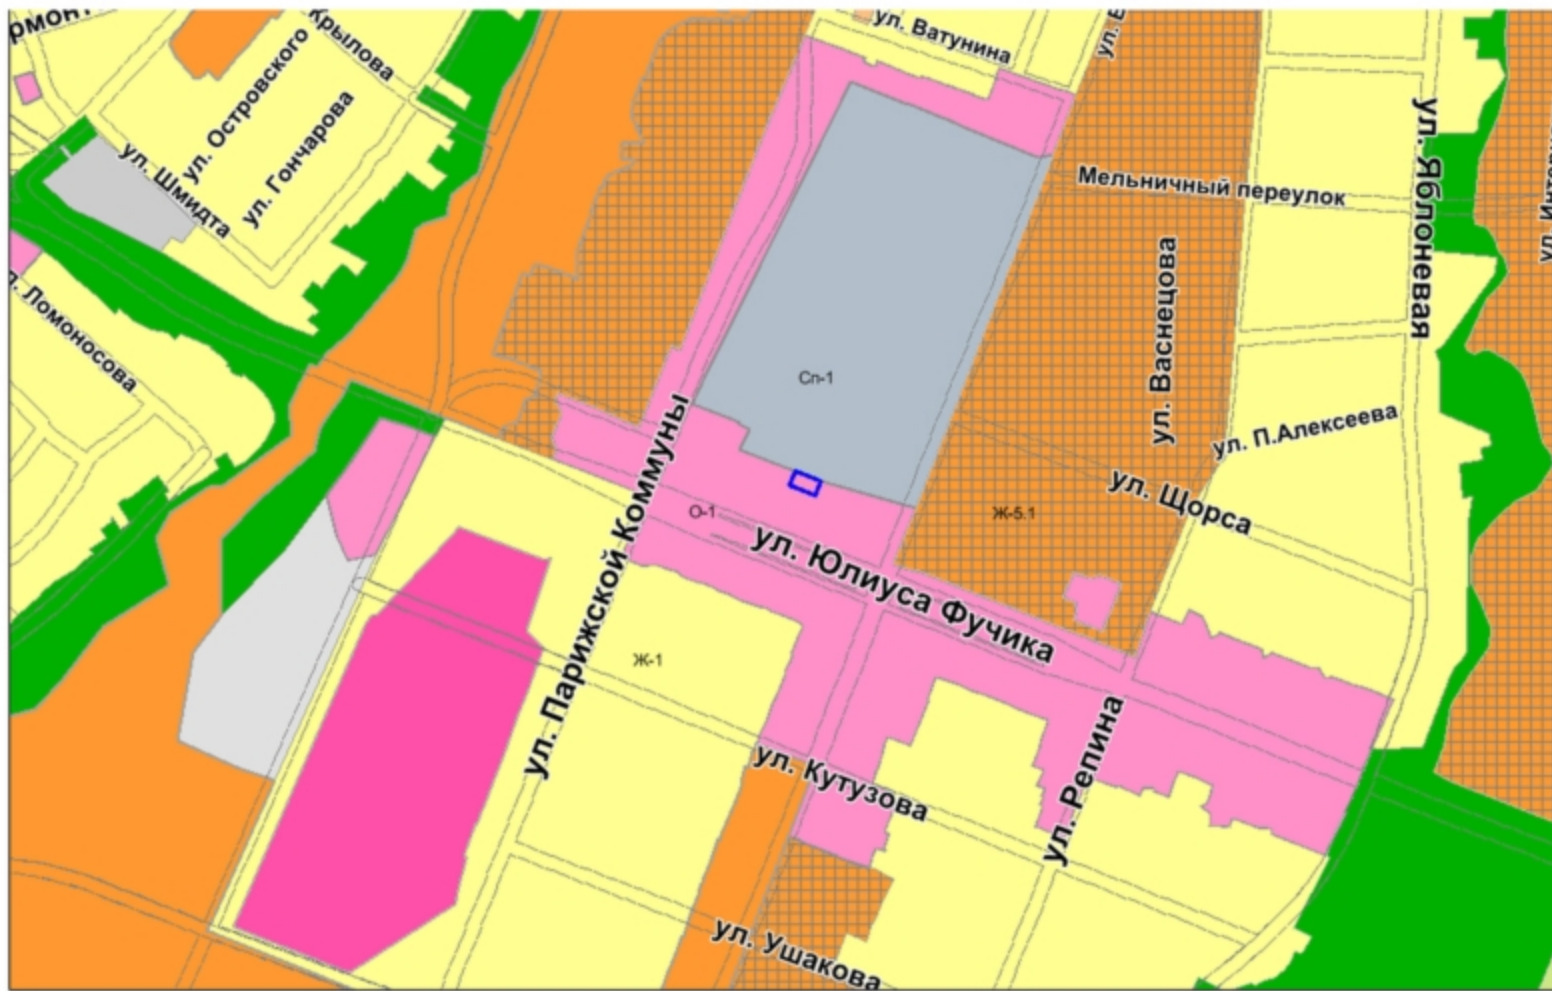 ул. Крылова
ул. Ватунина
ул. Островского
ул. Гончарова
ул. Шмидта
ул. Яблоневая
Мельничный переулок
Ломоносова
ул. Васнецова
Сп-1
ул. П.Алексеева
ул. Парижской Коммуны
ул. Щорса
О-1
Ж-5.1
ул. Юлиуса Фучика
Ж-1
ул. Кутузова
ул. Репина
ул. Ушакова